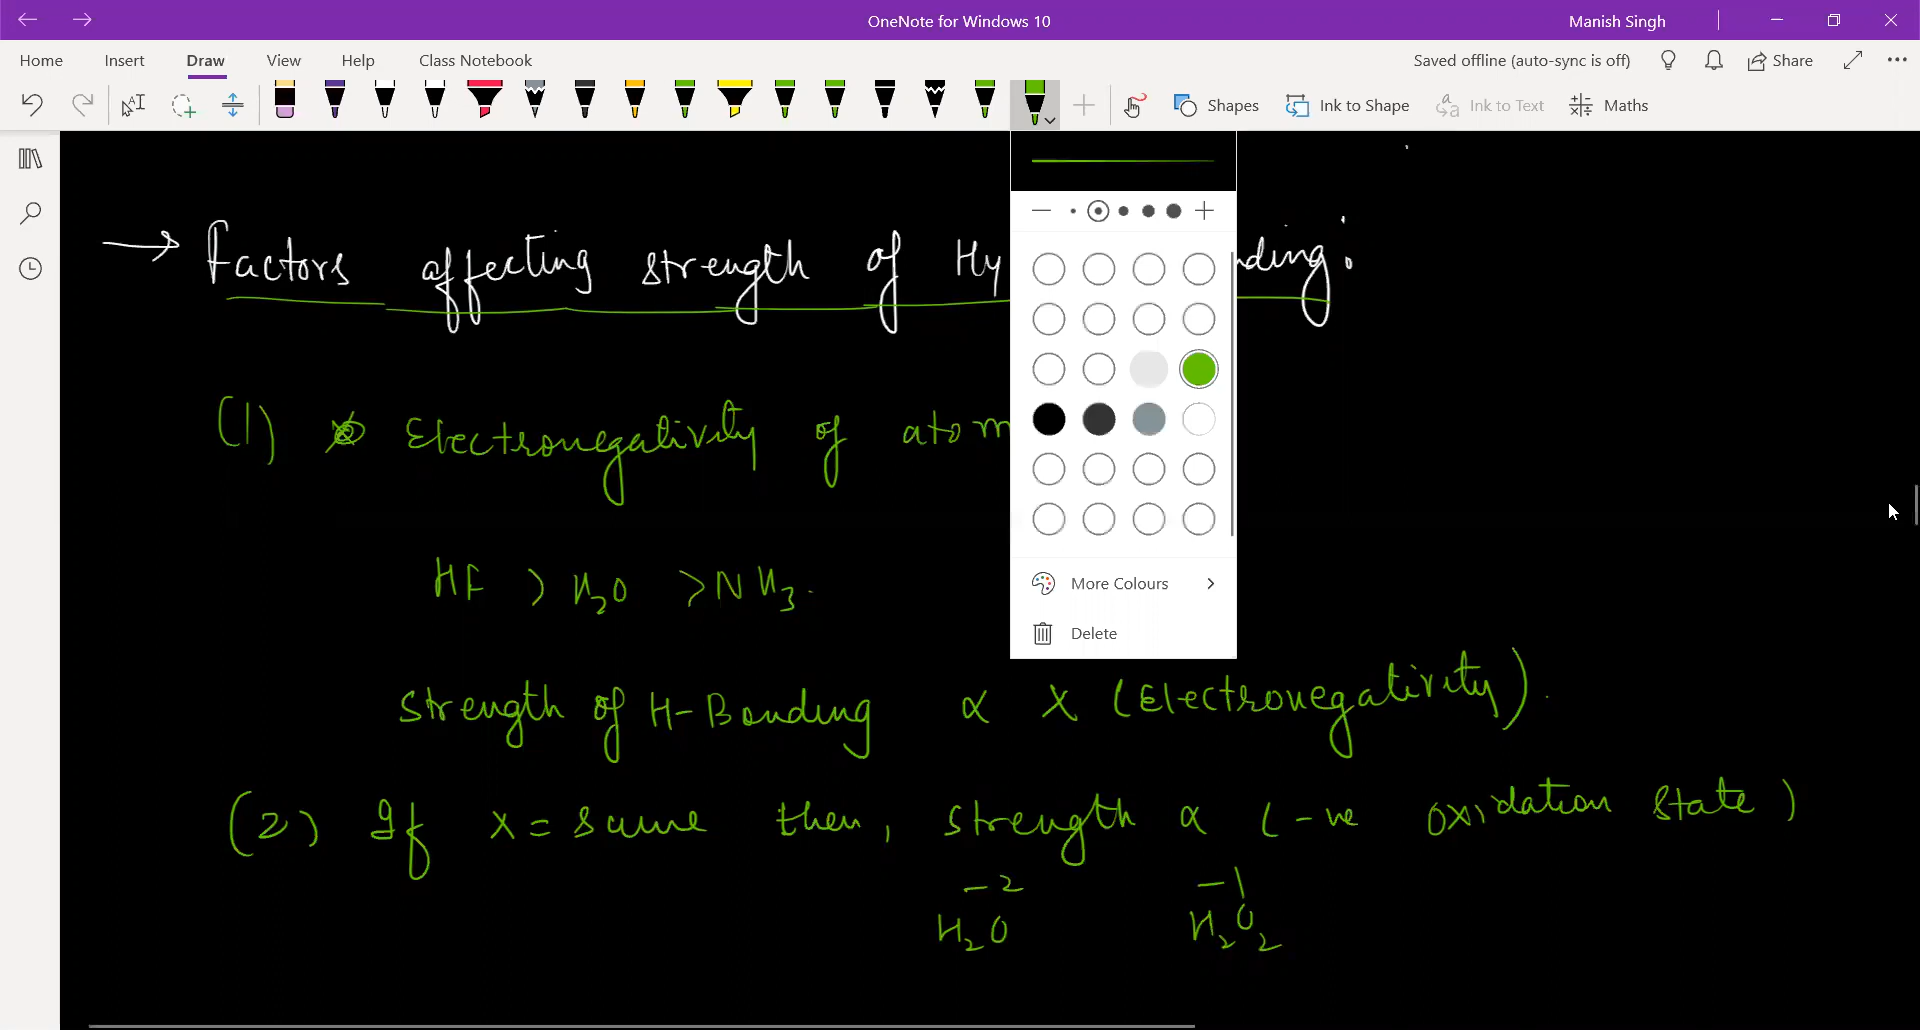 OneNote for Windows 10
Manish Singh
Home Insert Draw View Help Class Notebook
Saved offline (auto-sync is off) Share
Shapes Ink to Shape Ink to Text Maths
→ Factors affecting strength of Hy nding:
(1) Electronegativity of atom
HF > H₂O > NH₃.
More Colours
Delete
Strength of H-Bonding α X (Electronegativity).
(2) If X = same then, strength α (-ve oxidation state)
-2 -1
H₂O H₂O₂